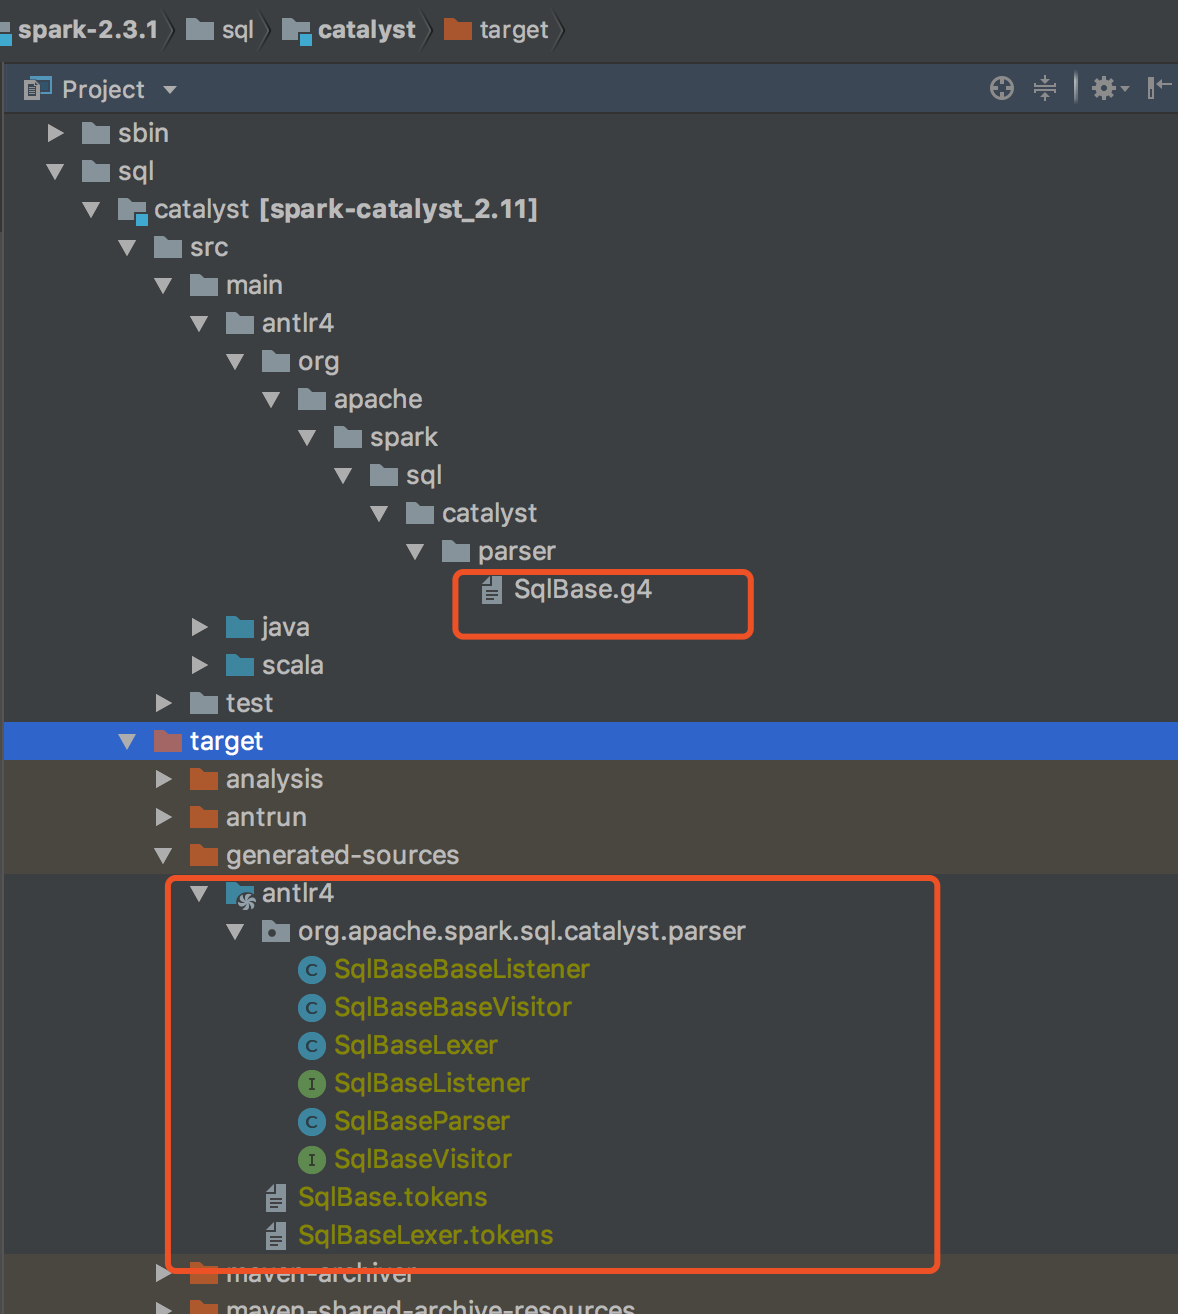 spark-2.3.1 sql catalyst target
Project
sbin
sql
catalyst [spark-catalyst_2.11]
src
main
antlr4
org
apache
spark
sql
catalyst
parser
SqlBase.g4
java
scala
test
target
analysis
antrun
generated-sources
antlr4
org.apache.spark.sql.catalyst.parser
C SqlBaseBaseListener
C SqlBaseBaseVisitor
C SqlBaseLexer
I SqlBaseListener
C SqlBaseParser
I SqlBaseVisitor
SqlBase.tokens
SqlBaseLexer.tokens
maven-archiver
maven-shared-archive-resources